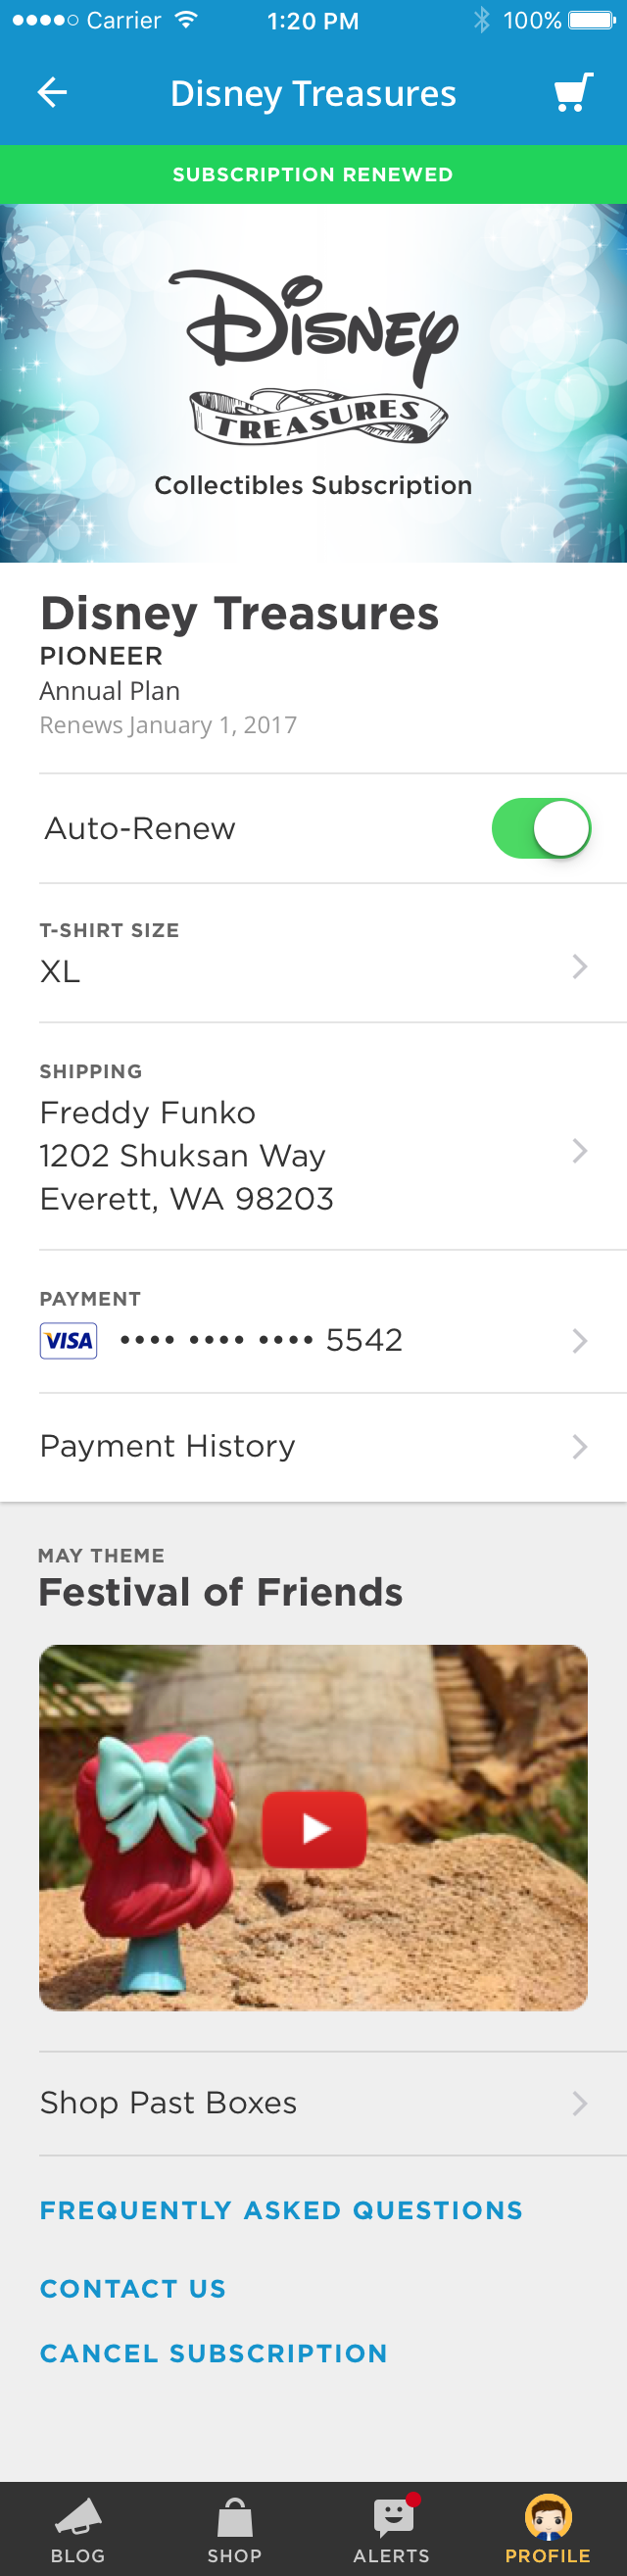 Carrier 1:20 PM 100%
Disney Treasures
SUBSCRIPTION RENEWED
Disney
TREASURES
Collectibles Subscription
Disney Treasures
PIONEER
Annual Plan
Renews January 1, 2017
Auto-Renew
T-SHIRT SIZE
XL
SHIPPING
Freddy Funko
1202 Shuksan Way
Everett, WA 98203
PAYMENT
VISA •••• •••• •••• 5542
Payment History
MAY THEME
Festival of Friends
Shop Past Boxes
FREQUENTLY ASKED QUESTIONS
CONTACT US
CANCEL SUBSCRIPTION
BLOG SHOP ALERTS PROFILE